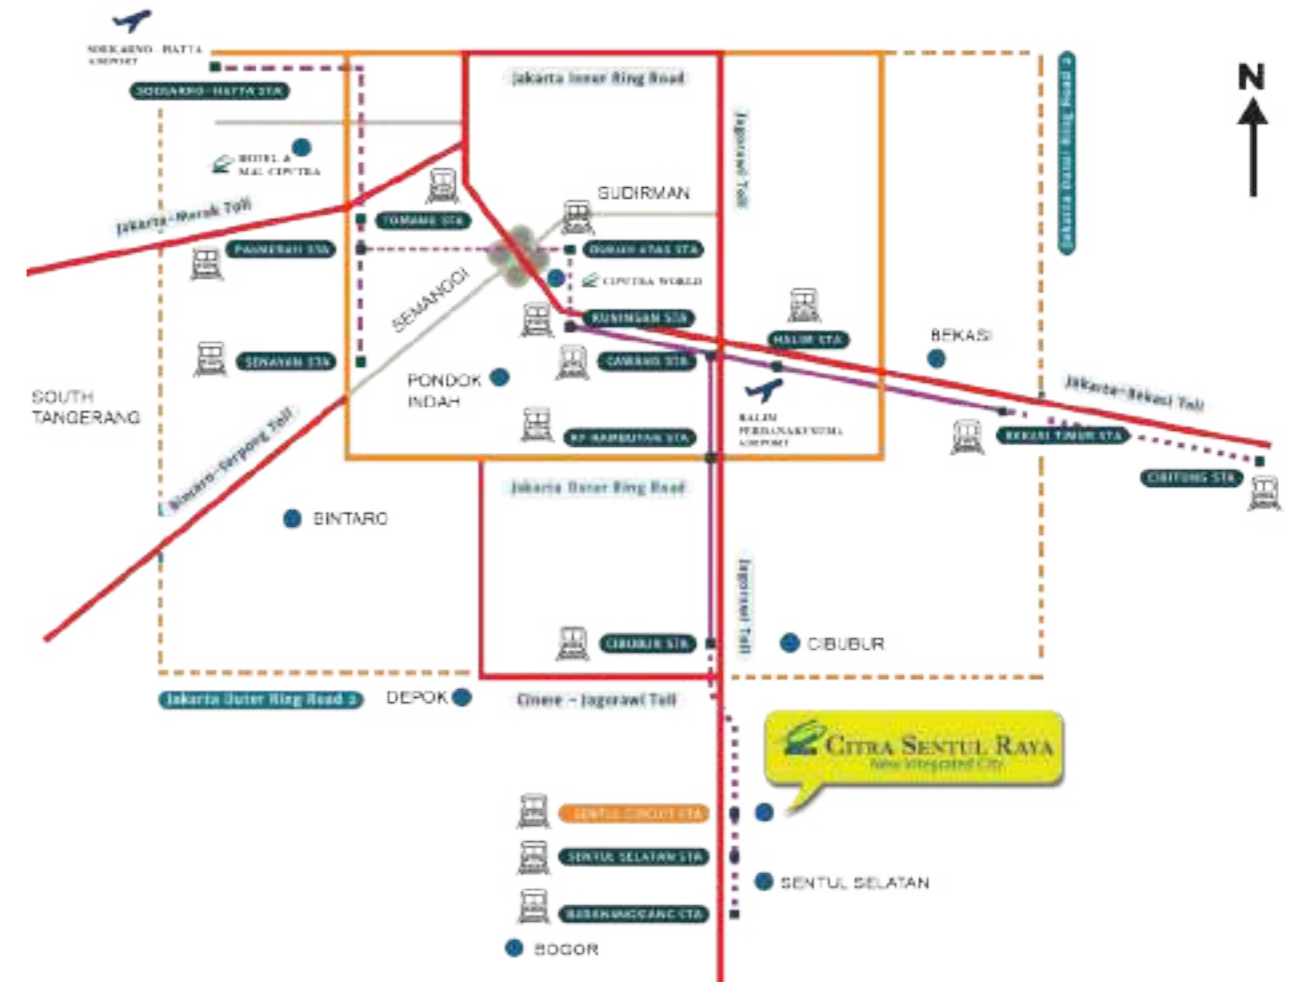 SOEKARNO - HATTA
AIRPORT
SOEKARNO-HATTA STA
Jakarta Inner Ring Road
N
Jakarta Outer Ring Road 2
Jagorawi Toll
HOTEL &
MAL CIPUTRA
Jakarta-Merak Toll
TOMANG STA
SUDIRMAN
PALMERAH STA
DUKUH ATAS STA
SEMANGGI
CIPUTRA WORLD
KUNINGAN STA
HALIM STA
BEKASI
SENAYAN STA
CAWANG STA
SOUTH
TANGERANG
PONDOK
INDAH
Jakarta-Bekasi Toll
HALIM
PERDANAKUSUMA
AIRPORT
KP RAMBUTAN STA
BEKASI TIMUR STA
CIBITUNG STA
Bintaro-Serpong Toll
Jakarta Outer Ring Road
BINTARO
Jagorawi Toll
CIBUBUR STA
CIBUBUR
Jakarta Outer Ring Road 2
DEPOK
Cinere - Jagorawi Toll
CITRA SENTUL RAYA
New Integrated City
SENTUL CIRCUIT STA
SENTUL SELATAN STA
SENTUL SELATAN
BARANANGSIANG STA
BOGOR